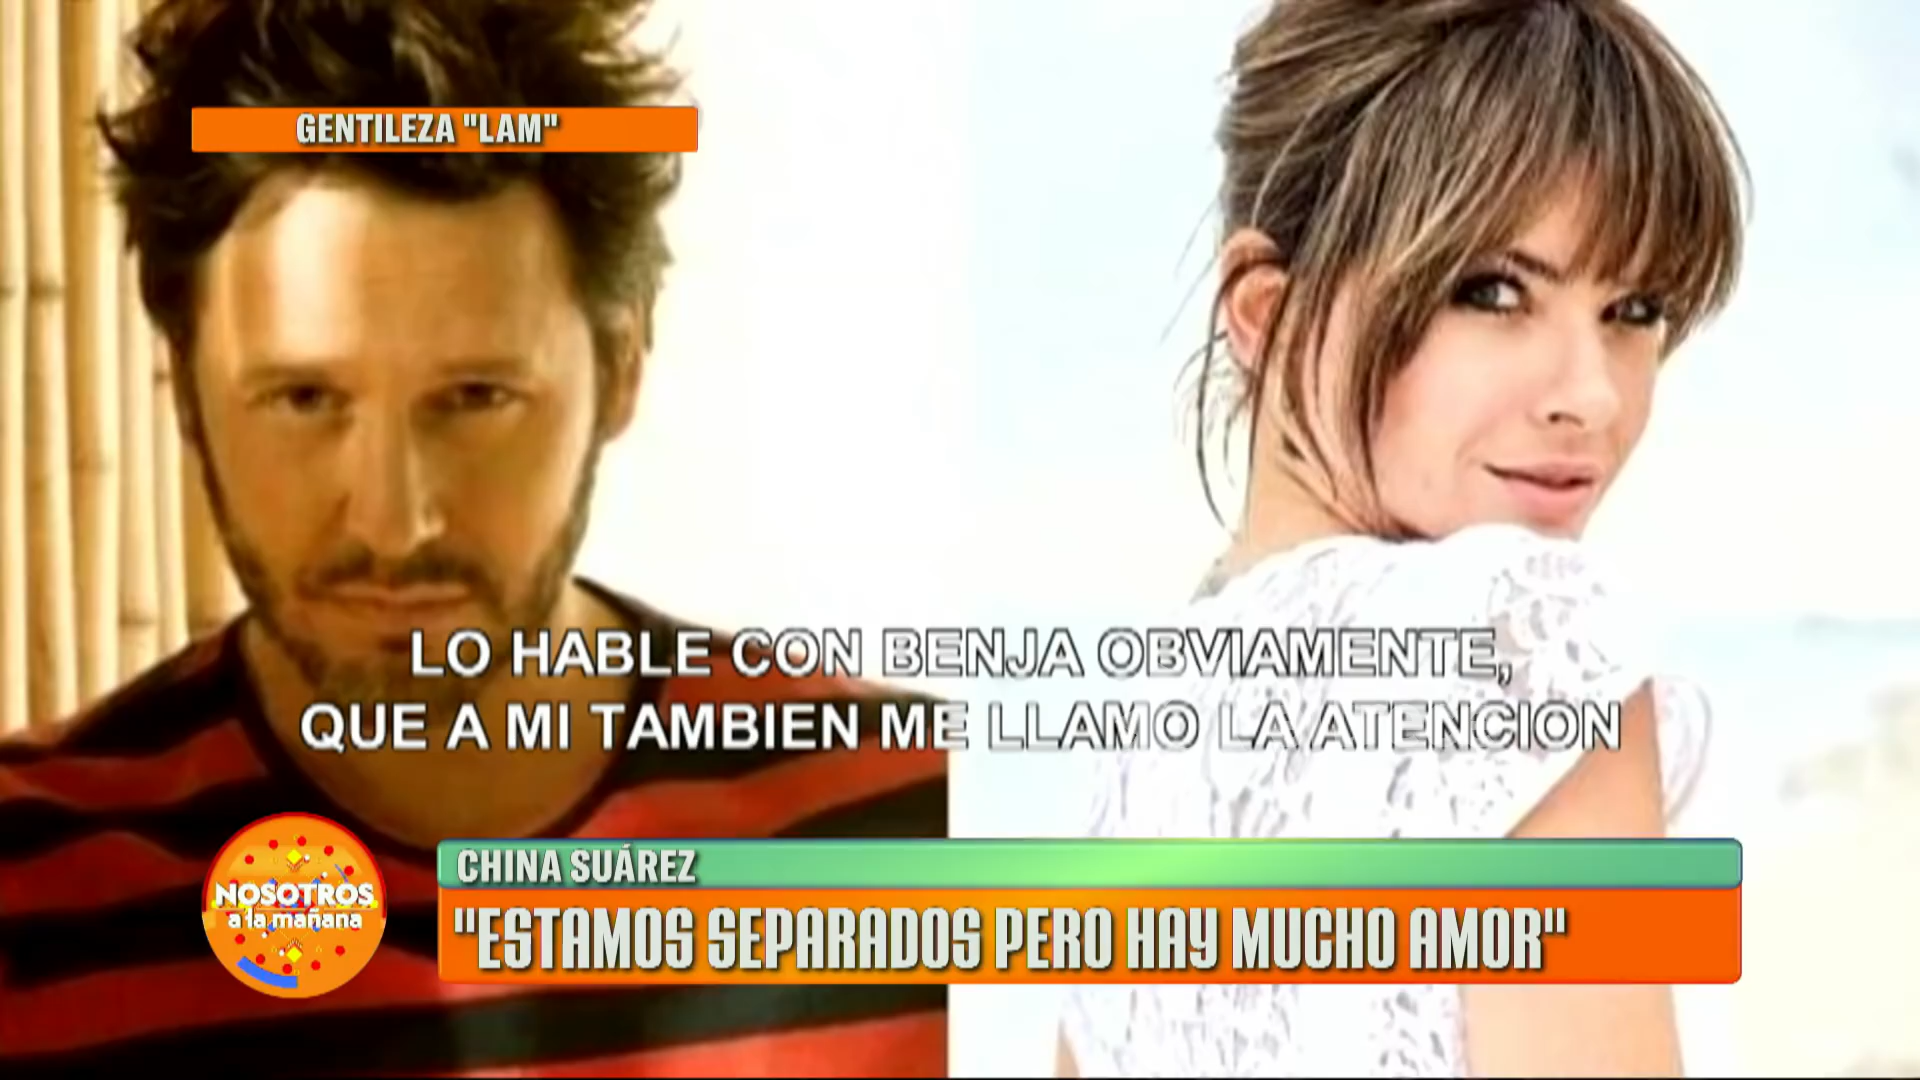 GENTILEZA "LAM"
LO HABLE CON BENJA OBVIAMENTE,
QUE A MI TAMBIEN ME LLAMO LA ATENCION
NOSOTROS
a la mañana
CHINA SUÁREZ
"ESTAMOS SEPARADOS PERO HAY MUCHO AMOR"